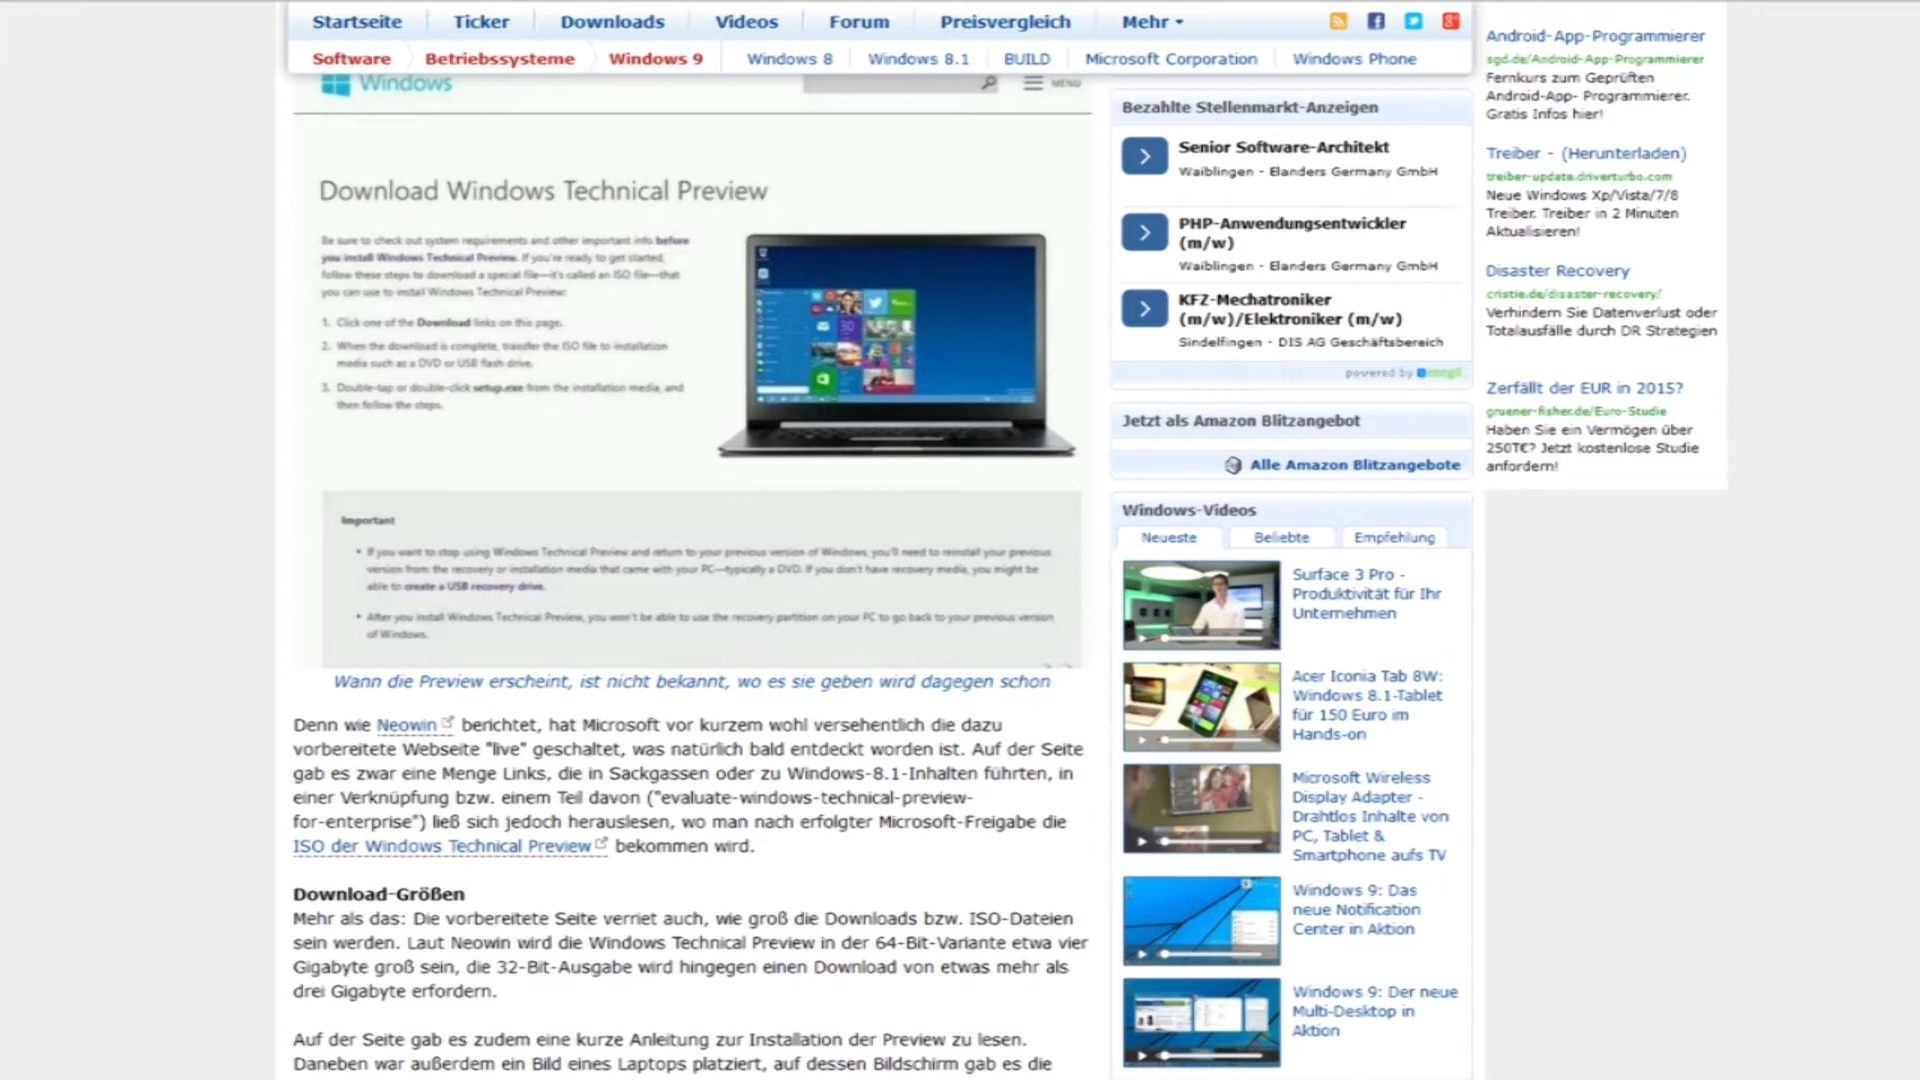 Startseite
Ticker
Downloads
Videos
Forum
Preisvergleich
Mehr
Software
Betriebssysteme
Windows 9
Windows 8
Windows 8.1
BUILD
Microsoft Corporation
Windows Phone
Windows
MENU
Download Windows Technical Preview
Be sure to check out system requirements and other important info before
you install Windows Technical Preview. If you're ready to get started,
follow these steps to download a special file—it's called an ISO file—that
you can use to install Windows Technical Preview:
1. Click one of the Download links on this page.
2. When the download is complete, transfer the ISO file to installation
media such as a DVD or USB flash drive.
3. Double-tap or double-click setup.exe from the installation media, and
then follow the steps.
Important
• If you want to stop using Windows Technical Preview and return to your previous version of Windows, you'll need to reinstall your previous
version from the recovery or installation media that came with your PC—typically a DVD. If you don't have recovery media, you might be
able to create a USB recovery drive.
• After you install Windows Technical Preview, you won't be able to use the recovery partition on your PC to go back to your previous version
of Windows.
Wann die Preview erscheint, ist nicht bekannt, wo es sie geben wird dagegen schon
Denn wie Neowin berichtet, hat Microsoft vor kurzem wohl versehentlich die dazu
vorbereitete Webseite "live" geschaltet, was natürlich bald entdeckt worden ist. Auf der Seite
gab es zwar eine Menge Links, die in Sackgassen oder zu Windows-8.1-Inhalten führten, in
einer Verknüpfung bzw. einem Teil davon ("evaluate-windows-technical-preview-
for-enterprise") ließ sich jedoch herauslesen, wo man nach erfolgter Microsoft-Freigabe die
ISO der Windows Technical Preview bekommen wird.
Download-Größen
Mehr als das: Die vorbereitete Seite verriet auch, wie groß die Downloads bzw. ISO-Dateien
sein werden. Laut Neowin wird die Windows Technical Preview in der 64-Bit-Variante etwa vier
Gigabyte groß sein, die 32-Bit-Ausgabe wird hingegen einen Download von etwas mehr als
drei Gigabyte erfordern.
Auf der Seite gab es zudem eine kurze Anleitung zur Installation der Preview zu lesen.
Daneben war außerdem ein Bild eines Laptops platziert, auf dessen Bildschirm gab es die
Bezahlte Stellenmarkt-Anzeigen
Senior Software-Architekt
Waiblingen - Elanders Germany GmbH
PHP-Anwendungsentwickler
(m/w)
Waiblingen - Elanders Germany GmbH
KFZ-Mechatroniker
(m/w)/Elektroniker (m/w)
Sindelfingen - DIS AG Geschäftsbereich
powered by
Jetzt als Amazon Blitzangebot
Alle Amazon Blitzangebote
Windows-Videos
Neueste
Beliebte
Empfehlung
Surface 3 Pro -
Produktivität für Ihr
Unternehmen
Acer Iconia Tab 8W:
Windows 8.1-Tablet
für 150 Euro im
Hands-on
Microsoft Wireless
Display Adapter -
Drahtlos Inhalte von
PC, Tablet &
Smartphone aufs TV
Windows 9: Das
neue Notification
Center in Aktion
Windows 9: Der neue
Multi-Desktop in
Aktion
Android-App-Programmierer
sgd.de/Android-App-Programmierer
Fernkurs zum Geprüften
Android-App- Programmierer.
Gratis Infos hier!
Treiber - (Herunterladen)
treiber-update.driverturbo.com
Neue Windows Xp/Vista/7/8
Treiber. Treiber in 2 Minuten
Aktualisieren!
Disaster Recovery
cristie.de/disaster-recovery/
Verhindern Sie Datenverlust oder
Totalausfälle durch DR Strategien
Zerfällt der EUR in 2015?
gruener-fisher.de/Euro-Studie
Haben Sie ein Vermögen über
250T€? Jetzt kostenlose Studie
anfordern!